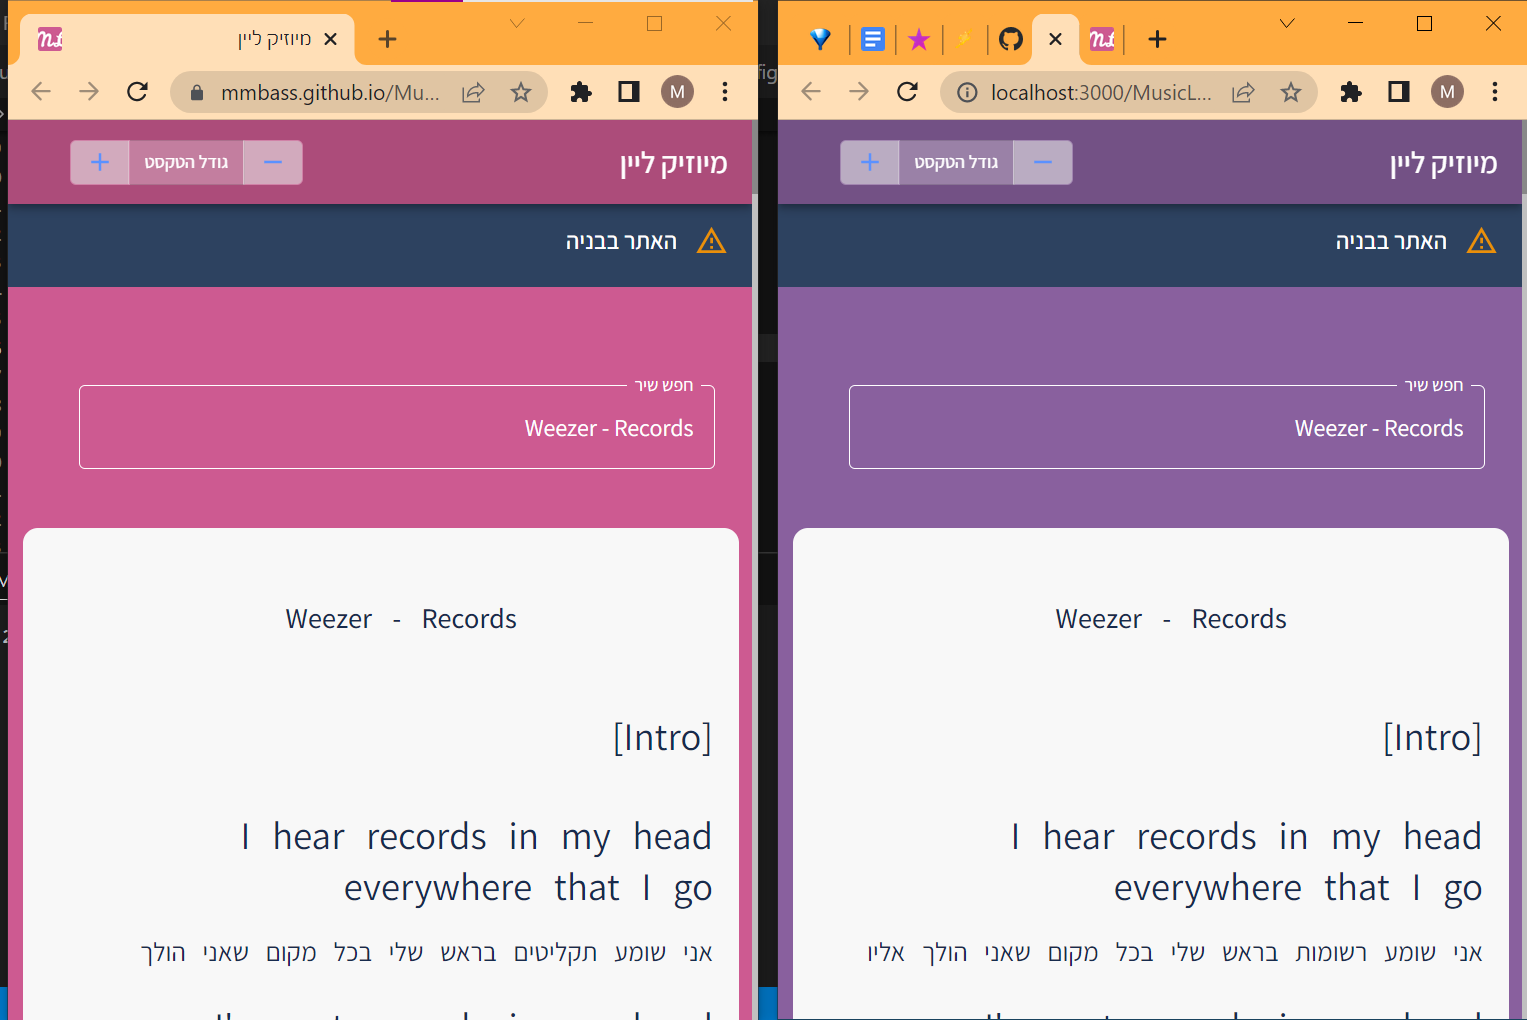 מיוזיק ליין
mmbass.github.io/Mu...
M
מיוזיק ליין
גודל הטקסט
האתר בבניה
חפש שיר
Weezer - Records
Weezer - Records
[Intro]
I hear records in my head
everywhere that I go
אני שומע תקליטים בראש שלי בכל מקום שאני הולך
localhost:3000/MusicL...
M
מיוזיק ליין
גודל הטקסט
האתר בבניה
חפש שיר
Weezer - Records
Weezer - Records
[Intro]
I hear records in my head
everywhere that I go
אני שומע רשומות בראש שלי בכל מקום שאני הולך אליו